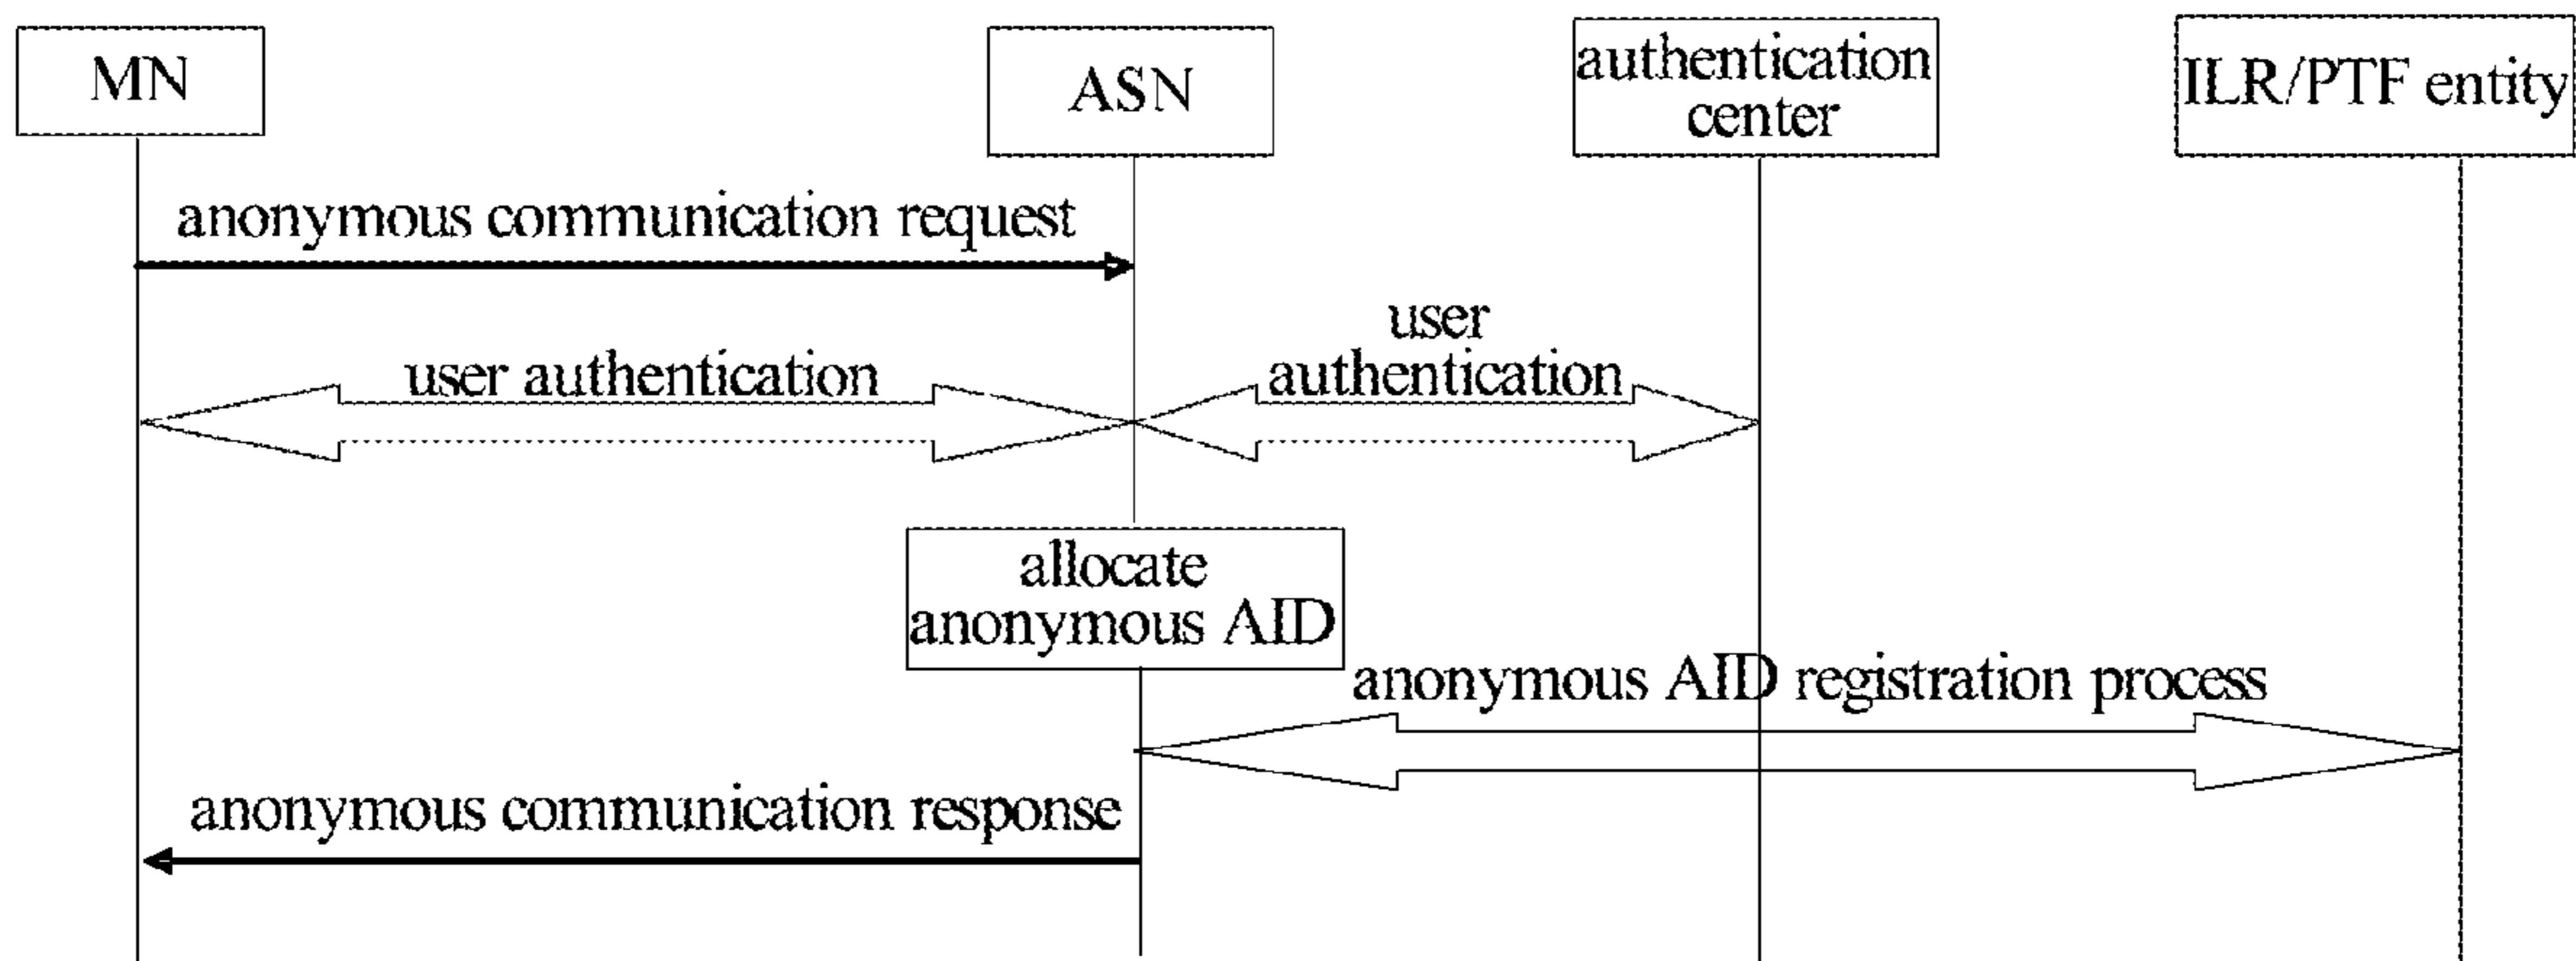 MN
ASN
authentication
center
ILR/PTF entity
anonymous communication request
user authentication
user
authentication
allocate
anonymous AID
anonymous AID registration process
anonymous communication response